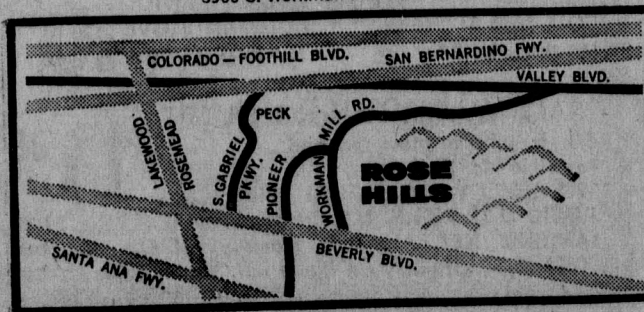 COLORADO — FOOTHILL BLVD.
SAN BERNARDINO FWY.
VALLEY BLVD.
PECK
MILL RD.
LAKEWOOD
ROSEMEAD
S. GABRIEL
PKWY.
PIONEER
WORKMAN
ROSE
HILLS
BEVERLY BLVD.
SANTA ANA FWY.